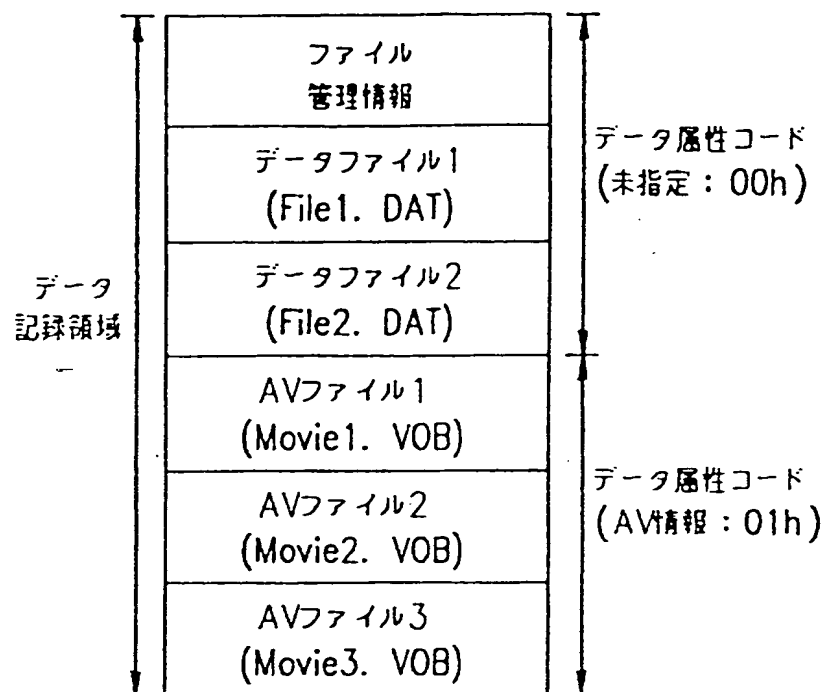 ファイル
管理情報
データファイル1
(File1. DAT)
データファイル2
(File2. DAT)
AVファイル1
(Movie1. VOB)
AVファイル2
(Movie2. VOB)
AVファイル3
(Movie3. VOB)
データ
記録領域
データ属性コード
(未指定：00h)
データ属性コード
(AV情報：01h)